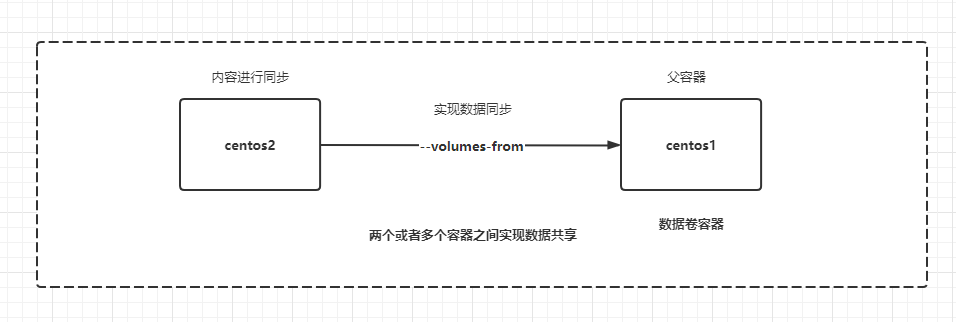 内容进行同步
父容器
实现数据同步
centos2
--volumes-from
centos1
数据卷容器
两个或者多个容器之间实现数据共享